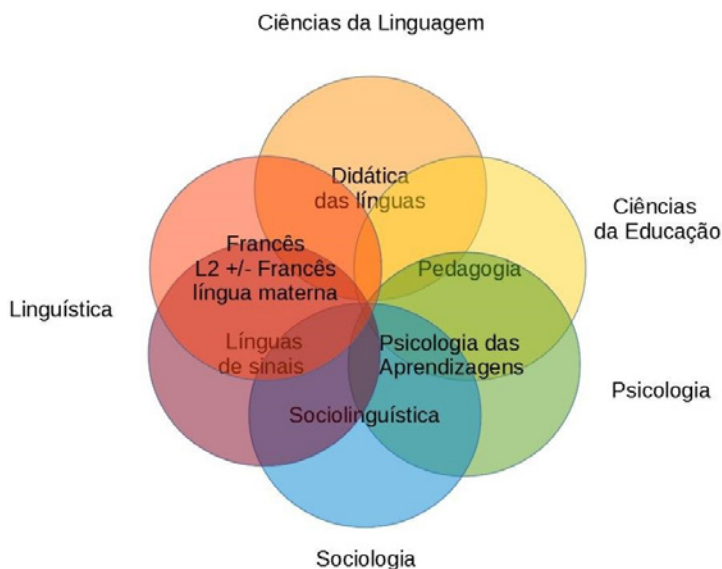 Ciências da Linguagem
Didática
das línguas
Ciências
da Educação
Francês
L2 +/- Francês
língua materna
Pedagogia
Linguística
Línguas
de sinais
Psicologia das
Aprendizagens
Psicologia
Sociolinguística
Sociologia